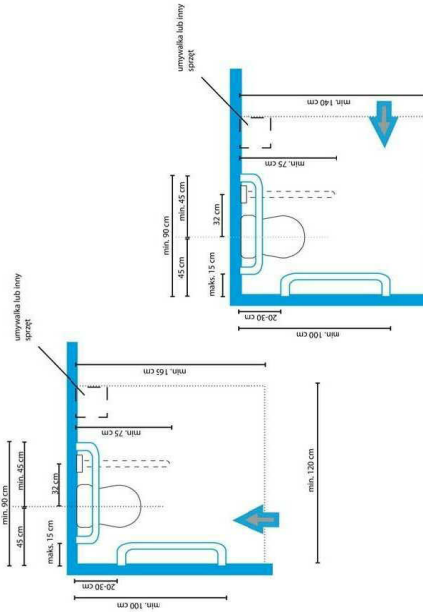 umywalka lub inny
sprzęt
min. 90 cm
45 cm
min. 45 cm
maks. 15 cm
32 cm
min. 75 cm
min. 165 cm
20-30 cm
min. 100 cm
min. 120 cm
umywalka lub inny
sprzęt
min. 90 cm
45 cm
min. 45 cm
maks. 15 cm
32 cm
min. 75 cm
min. 140 cm
20-30 cm
min. 100 cm